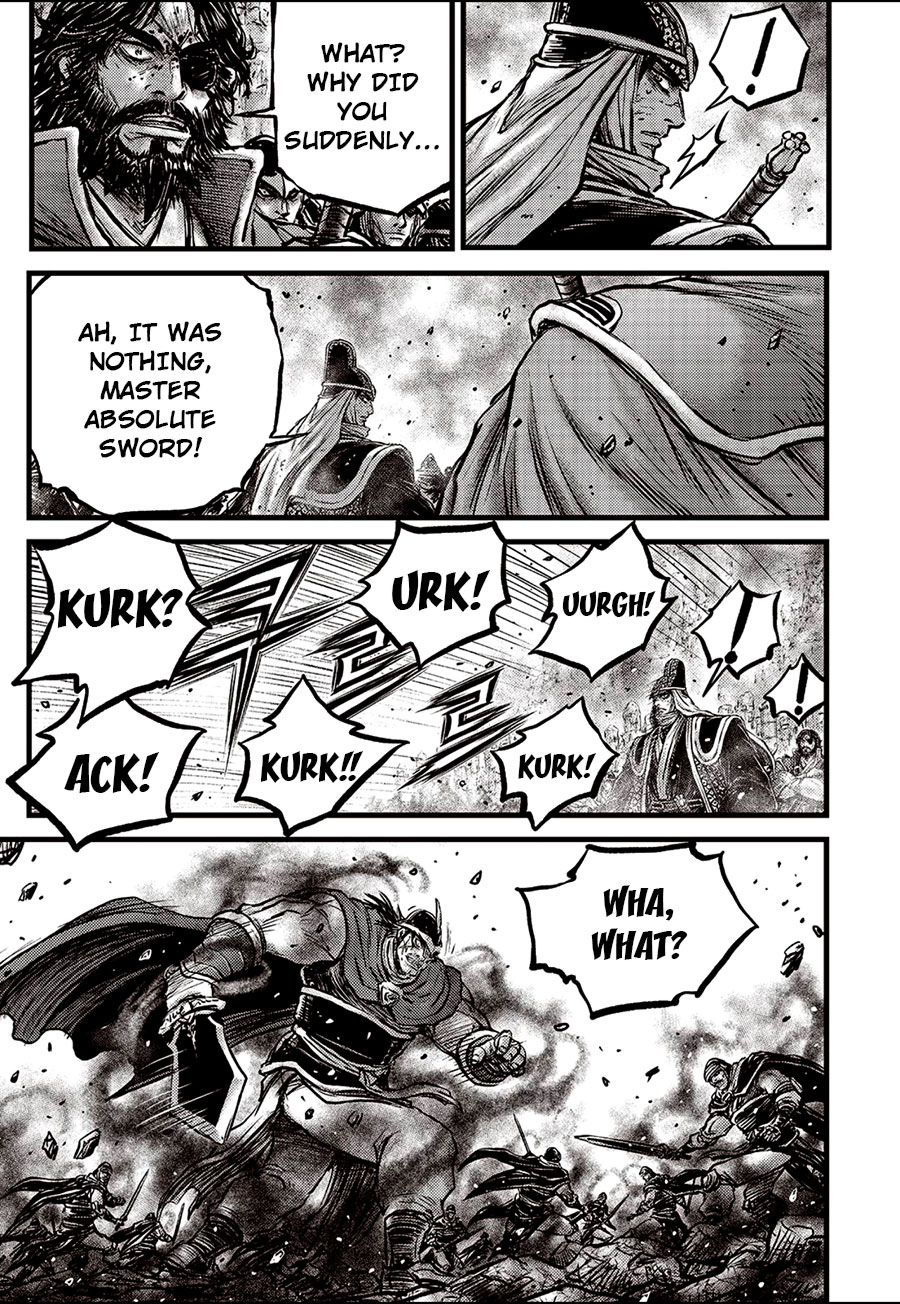 WHAT?
WHY DID
YOU
SUDDENLY...
!
AH, IT WAS
NOTHING,
MASTER
ABSOLUTE
SWORD!
KURK?
URK!
UURGH!
!
!
ACK!
KURK!!
KURK!
WHA,
WHAT?